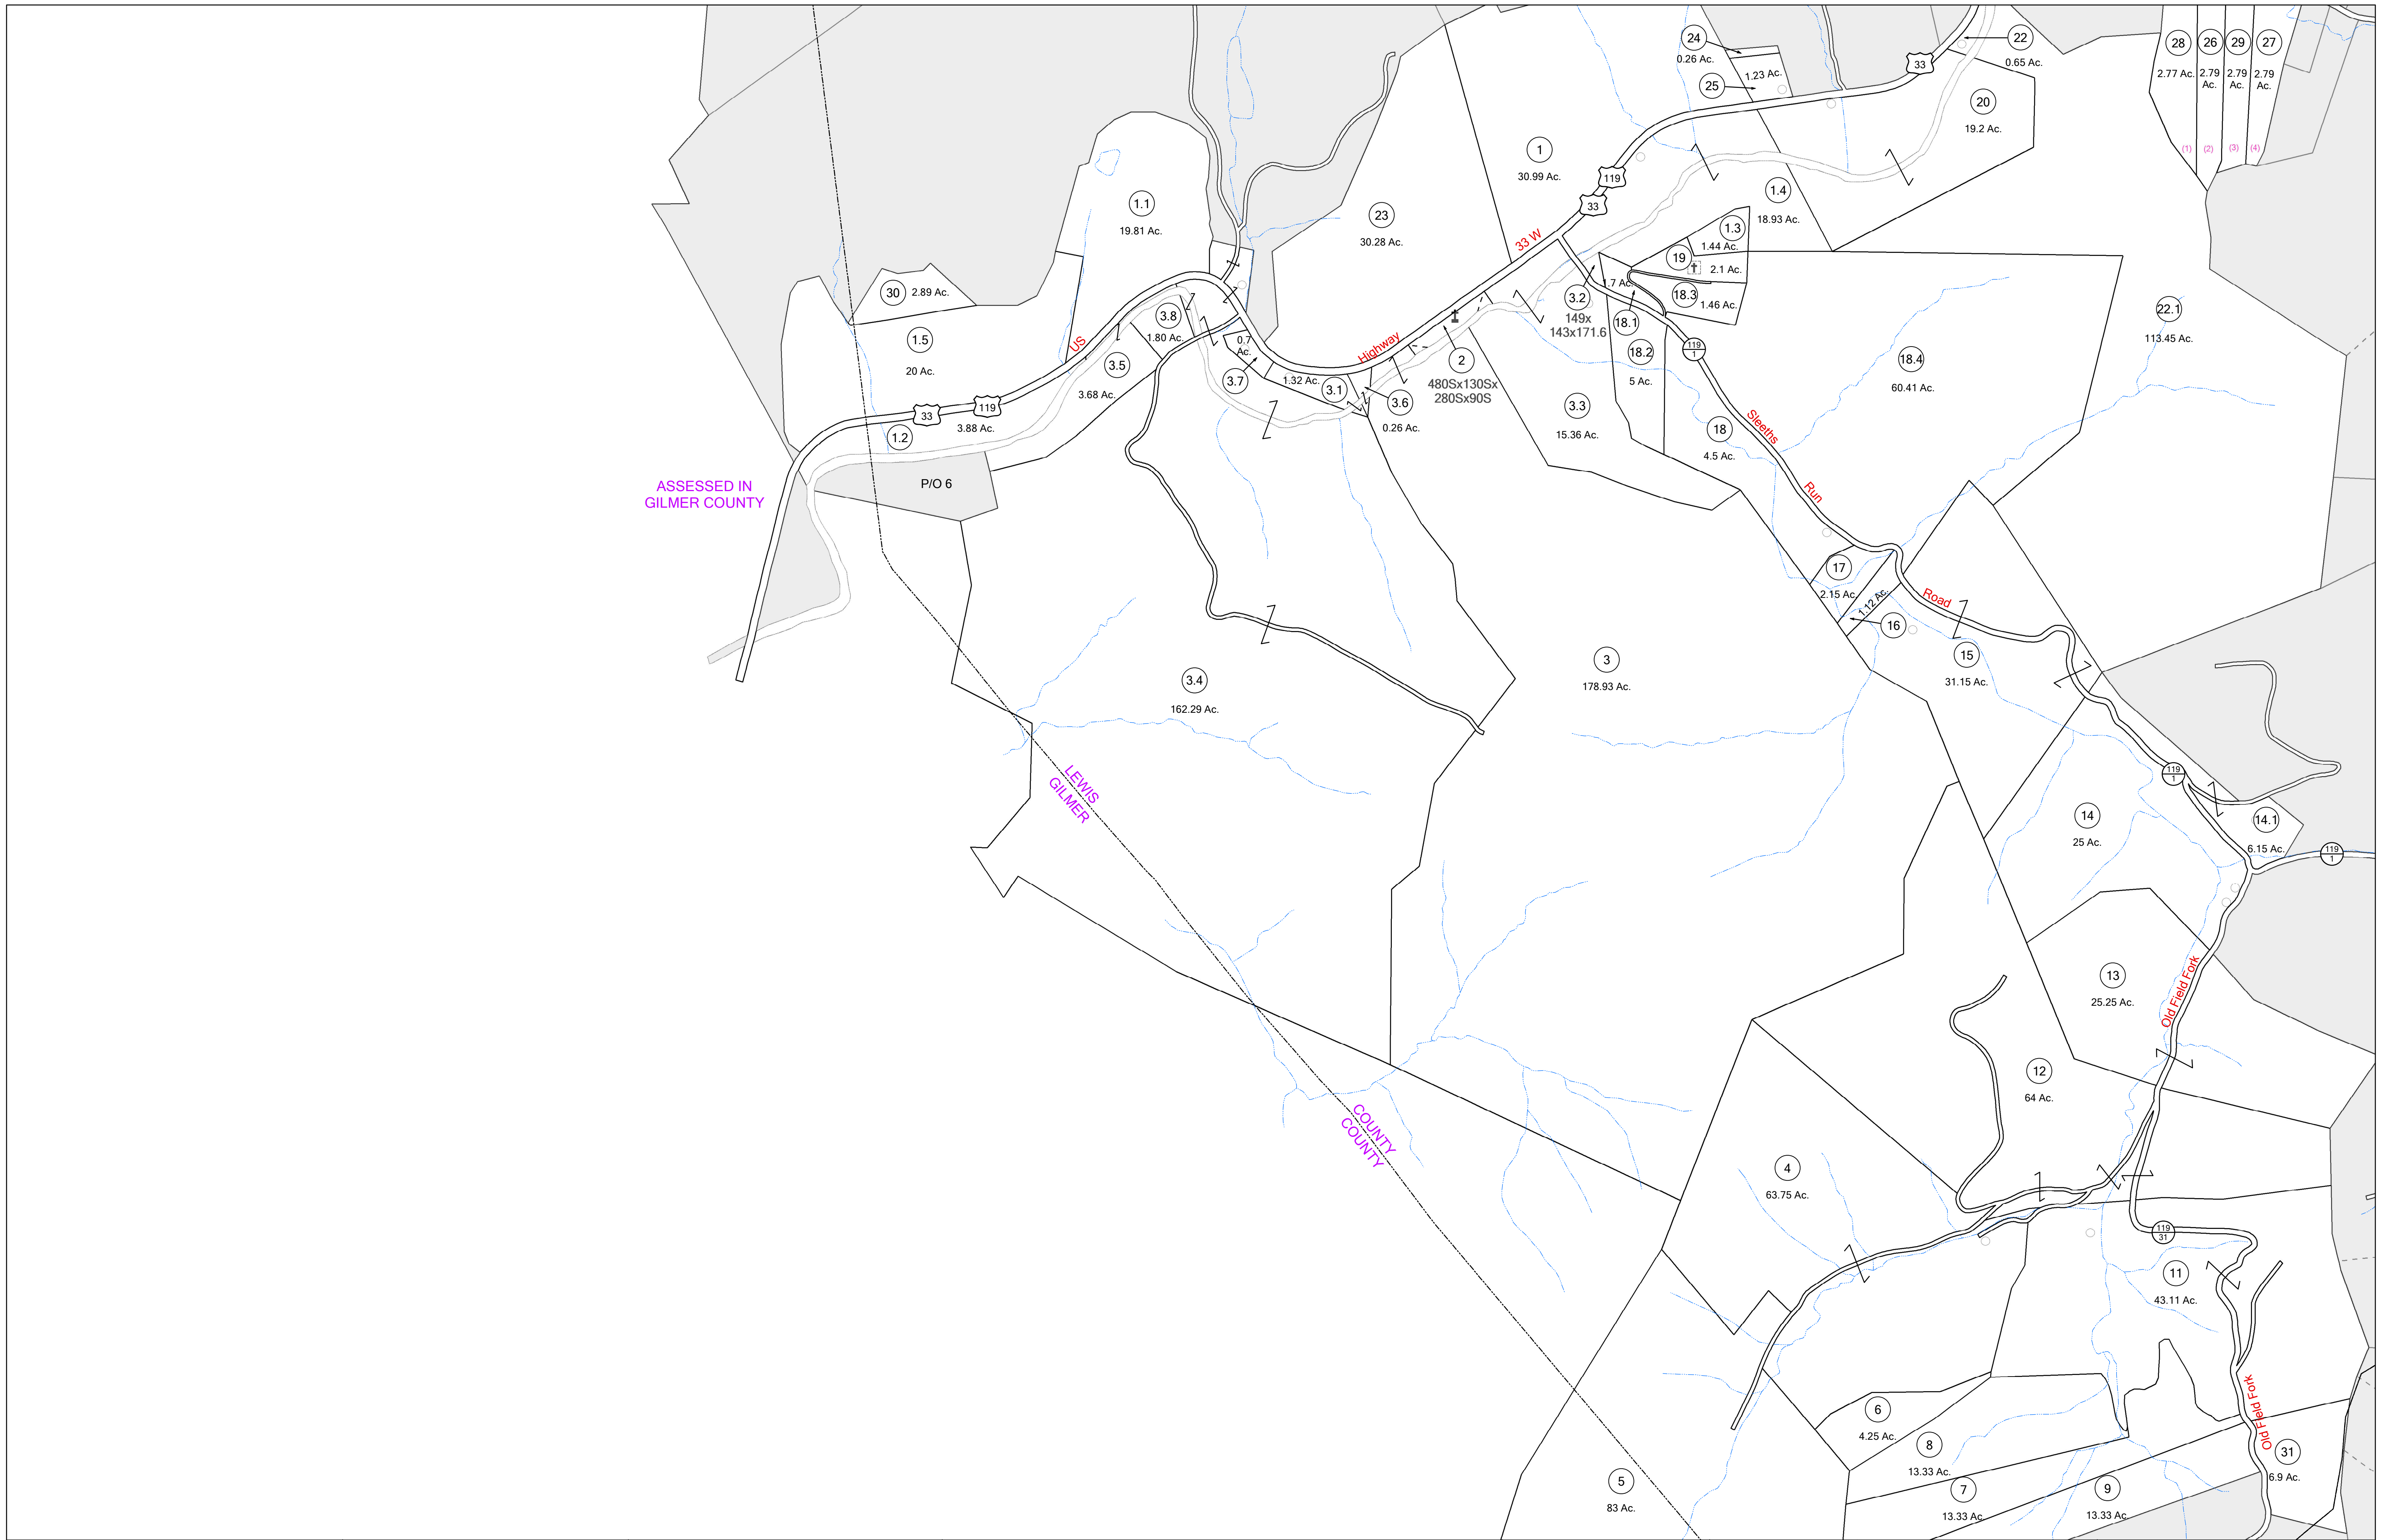 24
0.26 Ac.
1.23 Ac.
25
33
22
0.65 Ac.
28
26
29
27
2.77 Ac.
2.79
Ac.
2.79
Ac.
2.79
Ac.
(1)
(2)
(3)
(4)
20
19.2 Ac.
1
30.99 Ac.
119
33
1.4
18.93 Ac.
1.1
19.81 Ac.
23
30.28 Ac.
33 W
1.3
1.44 Ac.
19
2.1 Ac.
18.3
1.46 Ac.
3.2
149x
143x171.6
.7 Ac.
18.1
30
2.89 Ac.
22.1
113.45 Ac.
3.8
1.80 Ac.
1.5
20 Ac.
US
3.5
3.68 Ac.
0.7
Ac.
3.7
1.32 Ac.
3.1
Highway
3.6
0.26 Ac.
2
480Sx130Sx
280Sx90S
18.2
5 Ac.
119
1
18.4
60.41 Ac.
3.3
15.36 Ac.
18
4.5 Ac.
Sleeths
33
119
1.2
3.88 Ac.
P/O 6
ASSESSED IN
GILMER COUNTY
Run
17
2.15 Ac.
1.12 Ac.
16
Road
15
31.15 Ac.
3
178.93 Ac.
3.4
162.29 Ac.
LEWIS
GILMER
119
1
14
25 Ac.
14.1
6.15 Ac.
119
1
13
25.25 Ac.
Old Field Fork
12
64 Ac.
COUNTY
COUNTY
4
63.75 Ac.
119
31
11
43.11 Ac.
6
4.25 Ac.
Old Field Fork
8
13.33 Ac.
31
6.9 Ac.
5
83 Ac.
7
13.33 Ac.
9
13.33 Ac.